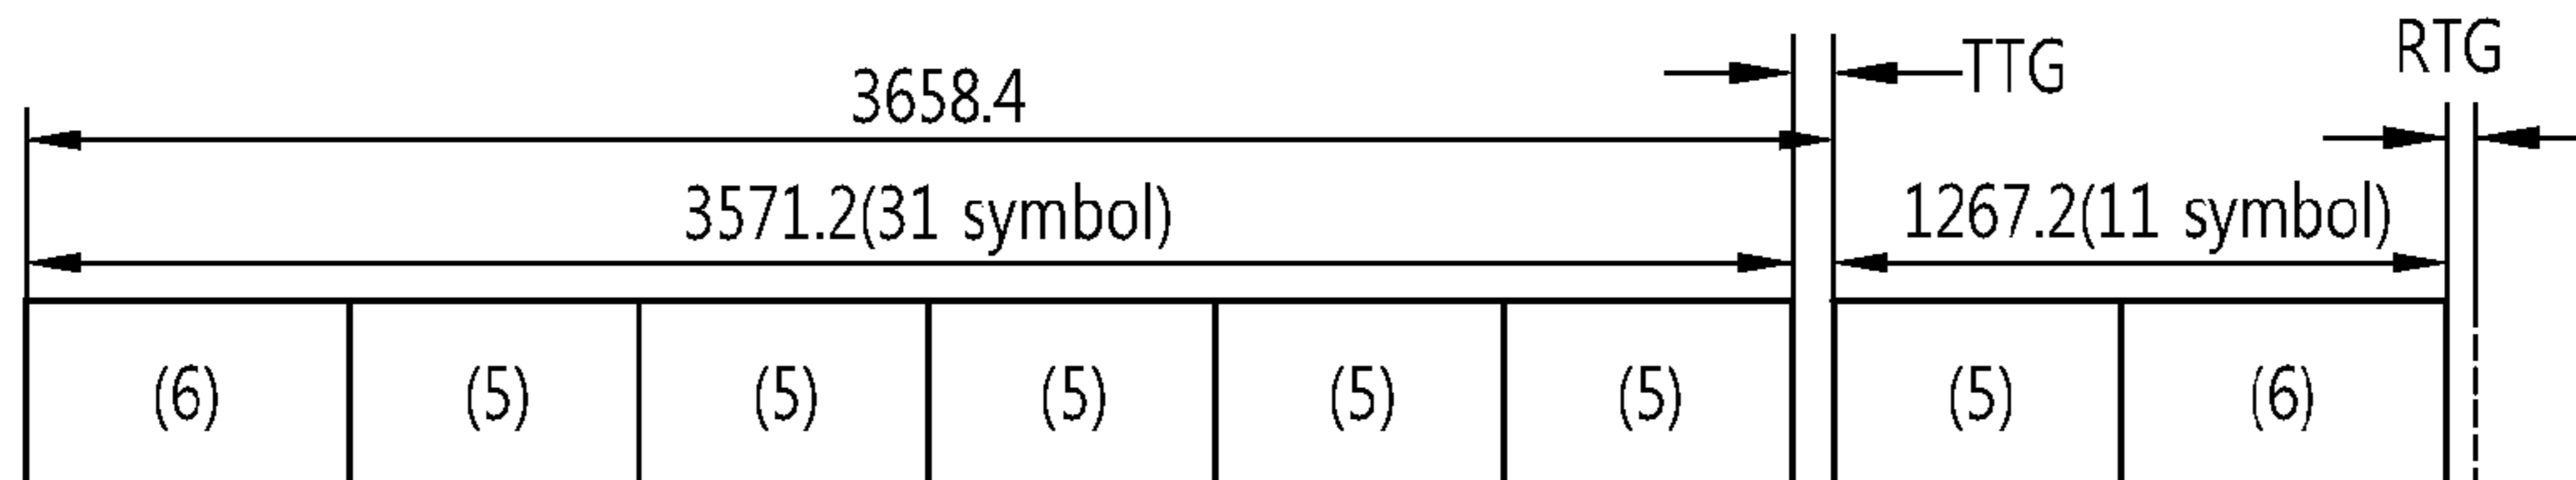 RTG
TTG
3658.4
3571.2(31 symbol)
1267.2(11 symbol)
(6) (5) (5) (5) (5) (5) (5) (6)